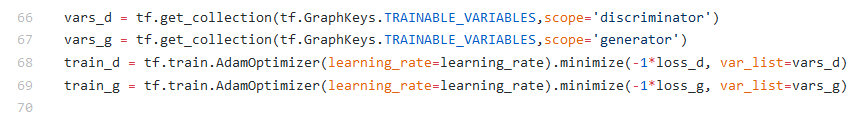 66 vars_d = tf.get_collection(tf.GraphKeys.TRAINABLE_VARIABLES,scope='discriminator')
67 vars_g = tf.get_collection(tf.GraphKeys.TRAINABLE_VARIABLES,scope='generator')
68 train_d = tf.train.AdamOptimizer(learning_rate=learning_rate).minimize(-1*loss_d, var_list=vars_d)
69 train_g = tf.train.AdamOptimizer(learning_rate=learning_rate).minimize(-1*loss_g, var_list=vars_g)
70